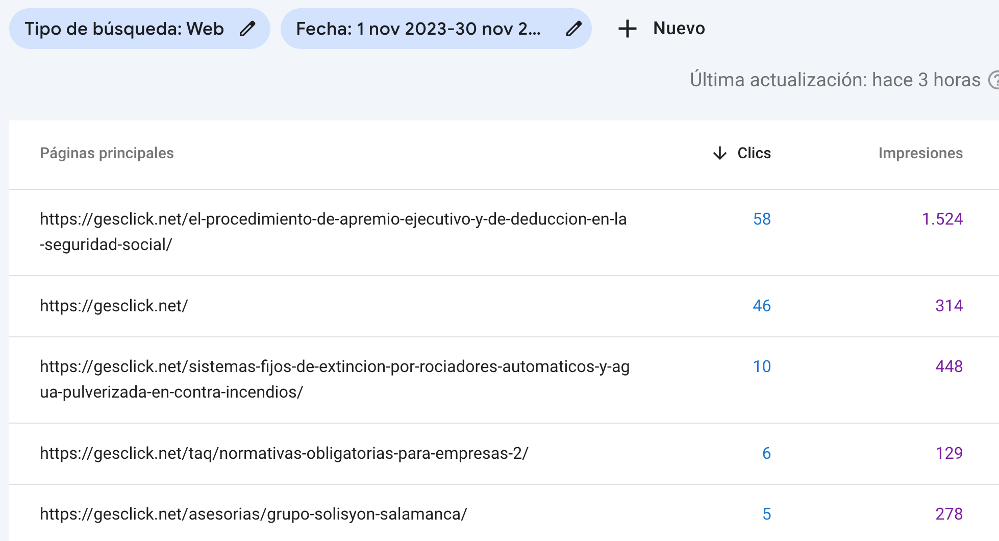 Tipo de búsqueda: Web
Fecha: 1 nov 2023-30 nov 2...
Nuevo
Última actualización: hace 3 horas
Páginas principales
Clics
Impresiones
https://gesclick.net/el-procedimiento-de-apremio-ejecutivo-y-de-deduccion-en-la
-seguridad-social/
58
1.524
https://gesclick.net/
46
314
https://gesclick.net/sistemas-fijos-de-extincion-por-rociadores-automaticos-y-ag
ua-pulverizada-en-contra-incendios/
10
448
https://gesclick.net/taq/normativas-obligatorias-para-empresas-2/
6
129
https://gesclick.net/asesorias/grupo-solisyon-salamanca/
5
278